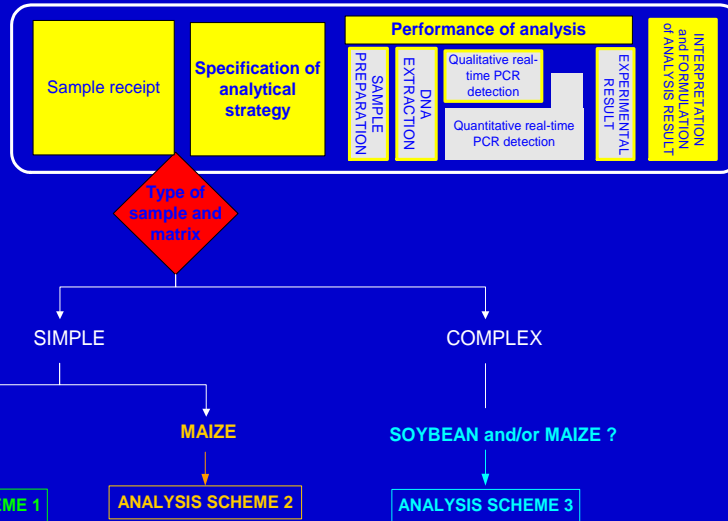 Sample receipt
Specification of
analytical
strategy
Performance of analysis
SAMPLE
PREPARATION
DNA
EXTRACTION
Qualitative real-
time PCR
detection
Quantitative real-time
PCR detection
EXPERIMENTAL
RESULT
INTERPRETATION
and FORMULATION
of ANALYSIS RESULT
Type of
sample and
matrix
SIMPLE
COMPLEX
MAIZE
SOYBEAN and/or MAIZE ?
EME 1
ANALYSIS SCHEME 2
ANALYSIS SCHEME 3